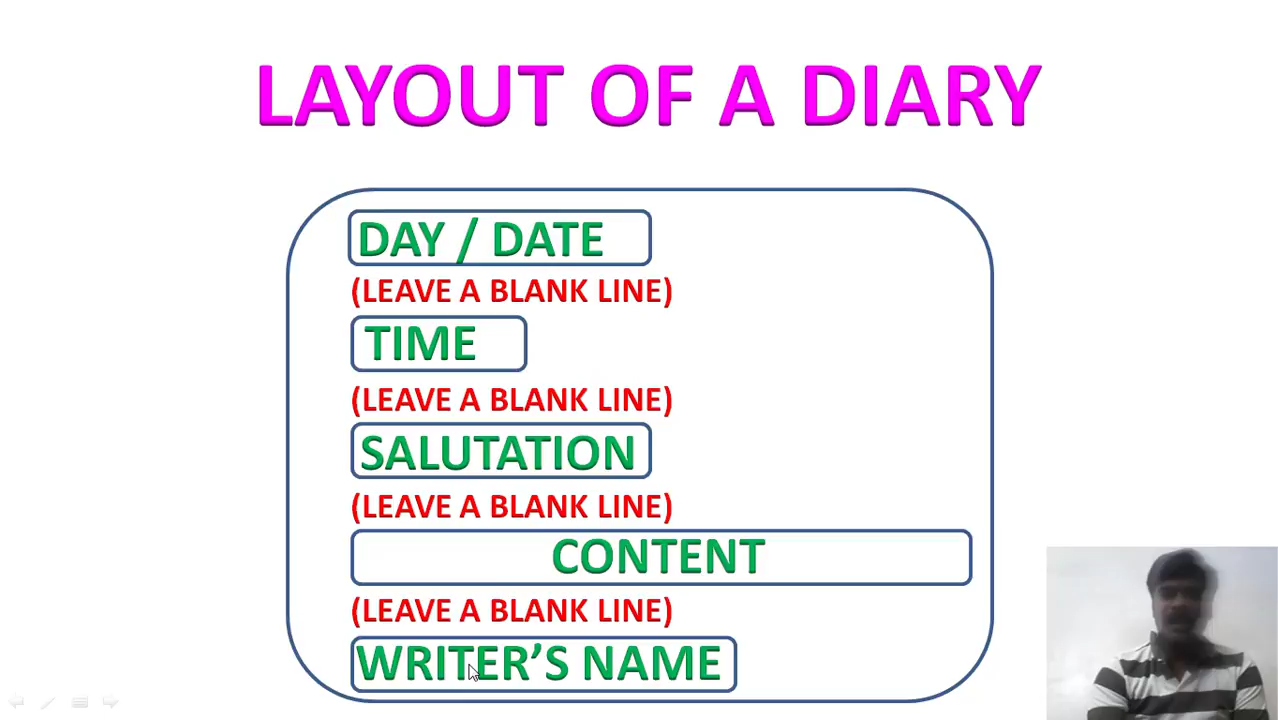 LAYOUT OF A DIARY
DAY / DATE
(LEAVE A BLANK LINE)
TIME
(LEAVE A BLANK LINE)
SALUTATION
(LEAVE A BLANK LINE)
CONTENT
(LEAVE A BLANK LINE)
WRITER’S NAME